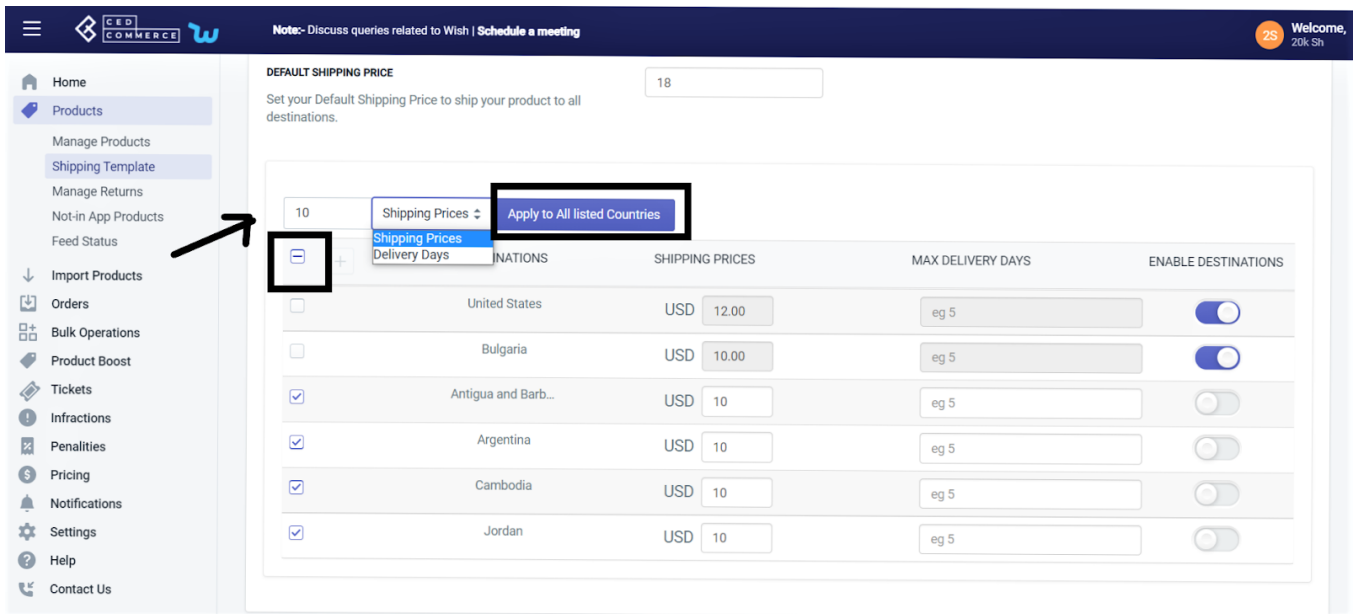 CED
COMMERCE
Note:- Discuss queries related to Wish | Schedule a meeting
2S
Welcome,
20k Sh
Home
Products
Manage Products
Shipping Template
Manage Returns
Not-in App Products
Feed Status
Import Products
Orders
Bulk Operations
Product Boost
Tickets
Infractions
Penalities
Pricing
Notifications
Settings
Help
Contact Us
DEFAULT SHIPPING PRICE
18
Set your Default Shipping Price to ship your product to all
destinations.
10 Shipping Prices Apply to All listed Countries
Shipping Prices
Delivery Days
INATIONS SHIPPING PRICES MAX DELIVERY DAYS ENABLE DESTINATIONS
United States USD 12.00 eg 5
Bulgaria USD 10.00 eg 5
Antigua and Barb... USD 10 eg 5
Argentina USD 10 eg 5
Cambodia USD 10 eg 5
Jordan USD 10 eg 5